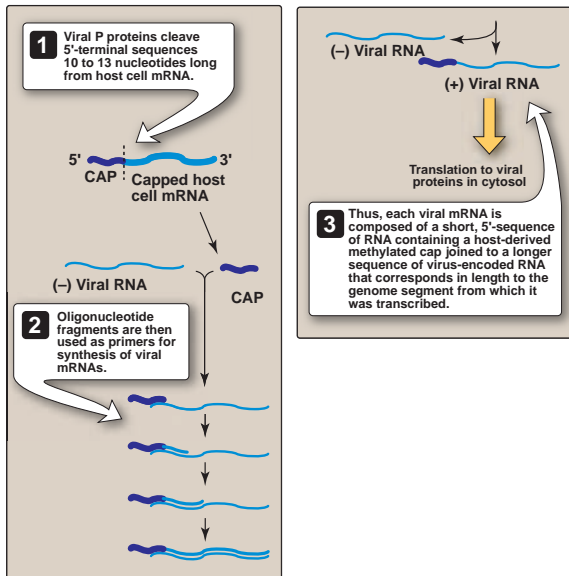 1
Viral P proteins cleave
5'-terminal sequences
10 to 13 nucleotides long
from host cell mRNA.
5'
3'
CAP
Capped host
cell mRNA
(–) Viral RNA
CAP
2
Oligonucleotide
fragments are then
used as primers for
synthesis of viral
mRNAs.
(–) Viral RNA
(+) Viral RNA
Translation to viral
proteins in cytosol
3
Thus, each viral mRNA is
composed of a short, 5'-sequence
of RNA containing a host-derived
methylated cap joined to a longer
sequence of virus-encoded RNA
that corresponds in length to the
genome segment from which it
was transcribed.